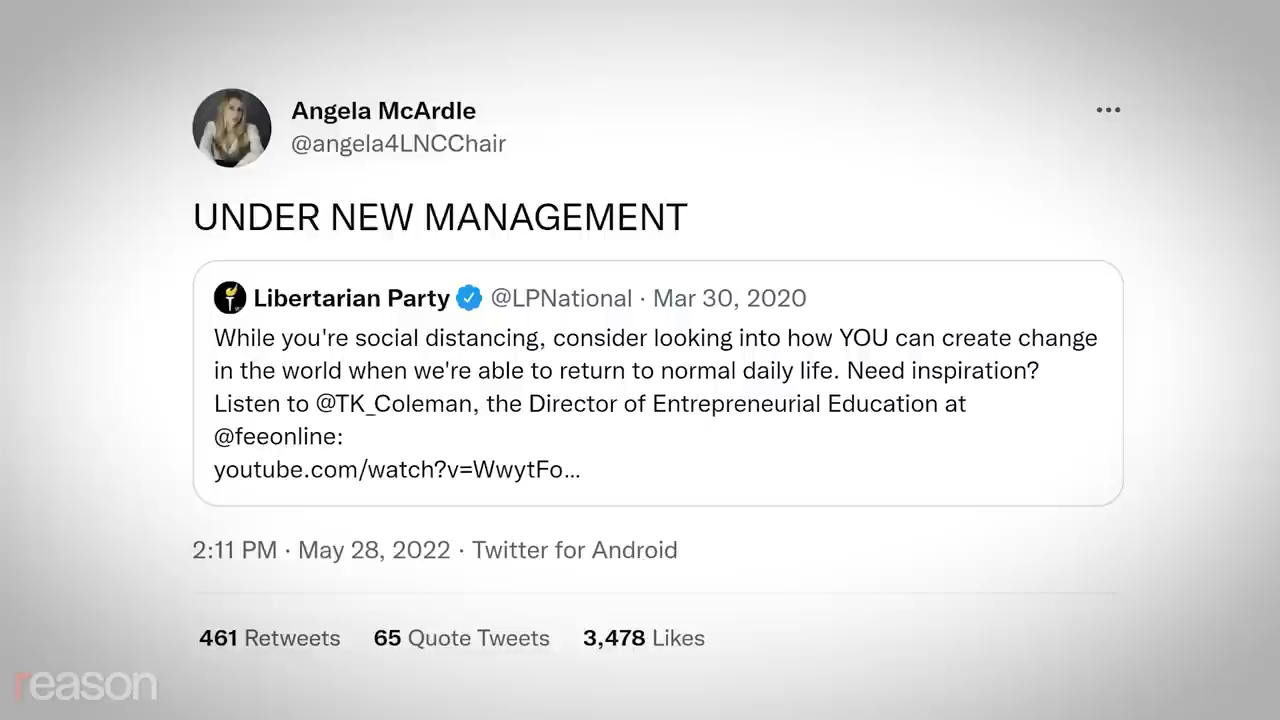 Angela McArdle
@angela4LNCChair
UNDER NEW MANAGEMENT
Libertarian Party @LPNational · Mar 30, 2020
While you're social distancing, consider looking into how YOU can create change
in the world when we're able to return to normal daily life. Need inspiration?
Listen to @TK_Coleman, the Director of Entrepreneurial Education at
@feeonline:
youtube.com/watch?v=WwytFo...
2:11 PM · May 28, 2022 · Twitter for Android
461 Retweets 65 Quote Tweets 3,478 Likes
reason